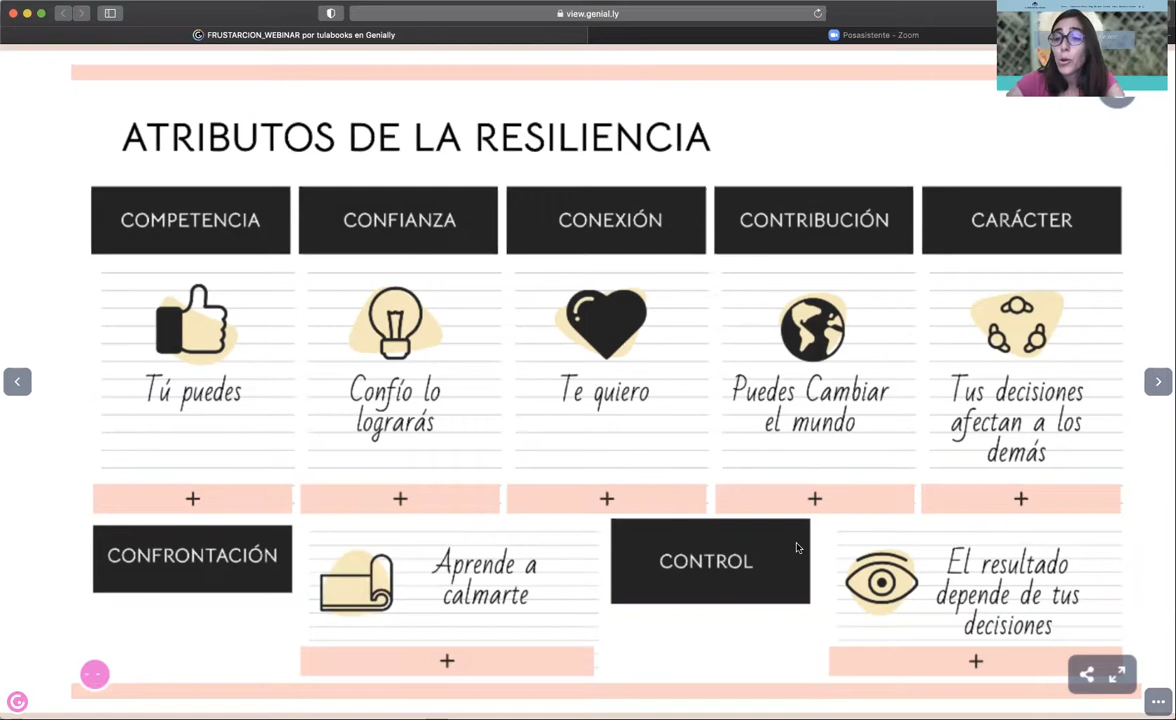 view.genial.ly
FRUSTARCION_WEBINAR por tulabooks en Genially
Posasistente - Zoom
ATRIBUTOS DE LA RESILIENCIA
COMPETENCIA
CONFIANZA
CONEXIÓN
CONTRIBUCIÓN
CARÁCTER
Tú puedes
Confío lo
lograrás
Te quiero
Puedes Cambiar
el mundo
Tus decisiones
afectan a los
demás
+
+
+
+
+
CONFRONTACIÓN
Aprende a
calmarte
+
CONTROL
El resultado
depende de tus
decisiones
+